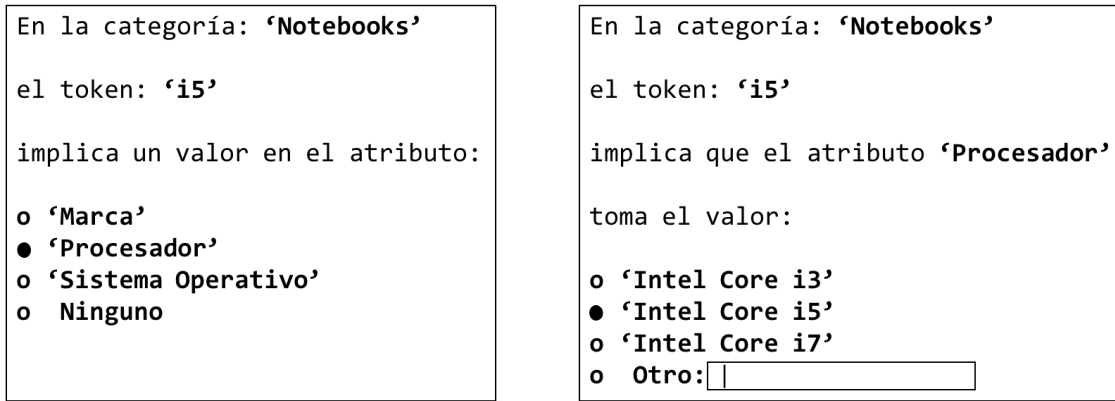 En la categoría: ‘Notebooks’
el token: ‘i5’
implica un valor en el atributo:
o ‘Marca’
● ‘Procesador’
o ‘Sistema Operativo’
o Ninguno
En la categoría: ‘Notebooks’
el token: ‘i5’
implica que el atributo ‘Procesador’
toma el valor:
o ‘Intel Core i3’
● ‘Intel Core i5’
o ‘Intel Core i7’
o Otro: